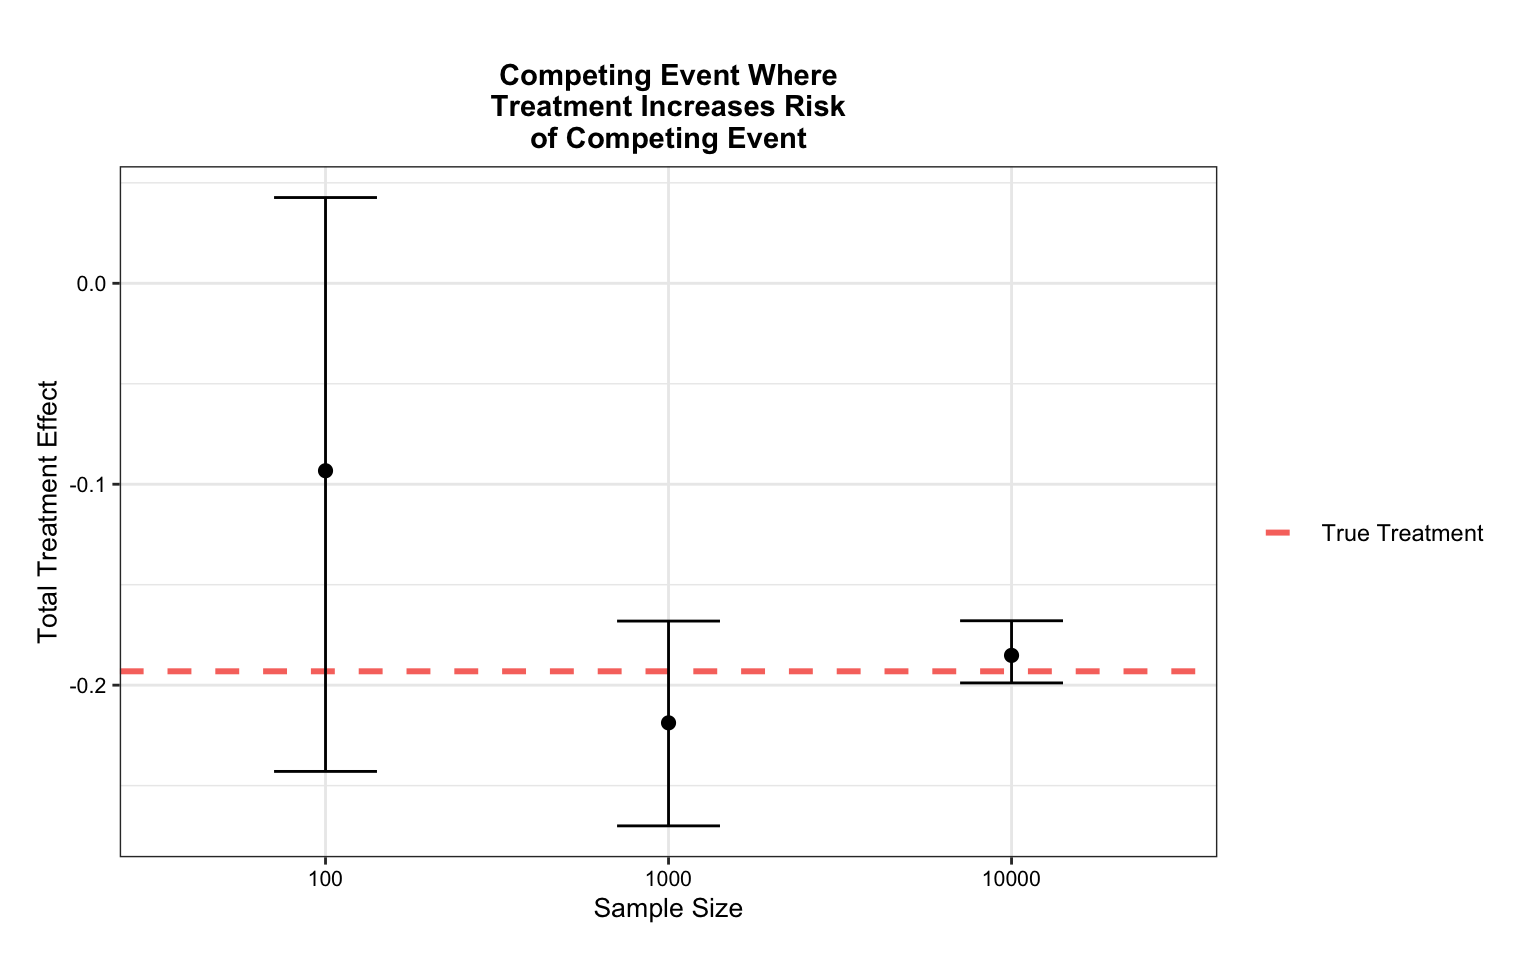 Competing Event Where
Treatment Increases Risk
of Competing Event
Total Treatment Effect
0.0
-0.1
-0.2
100
1000
10000
Sample Size
True Treatment